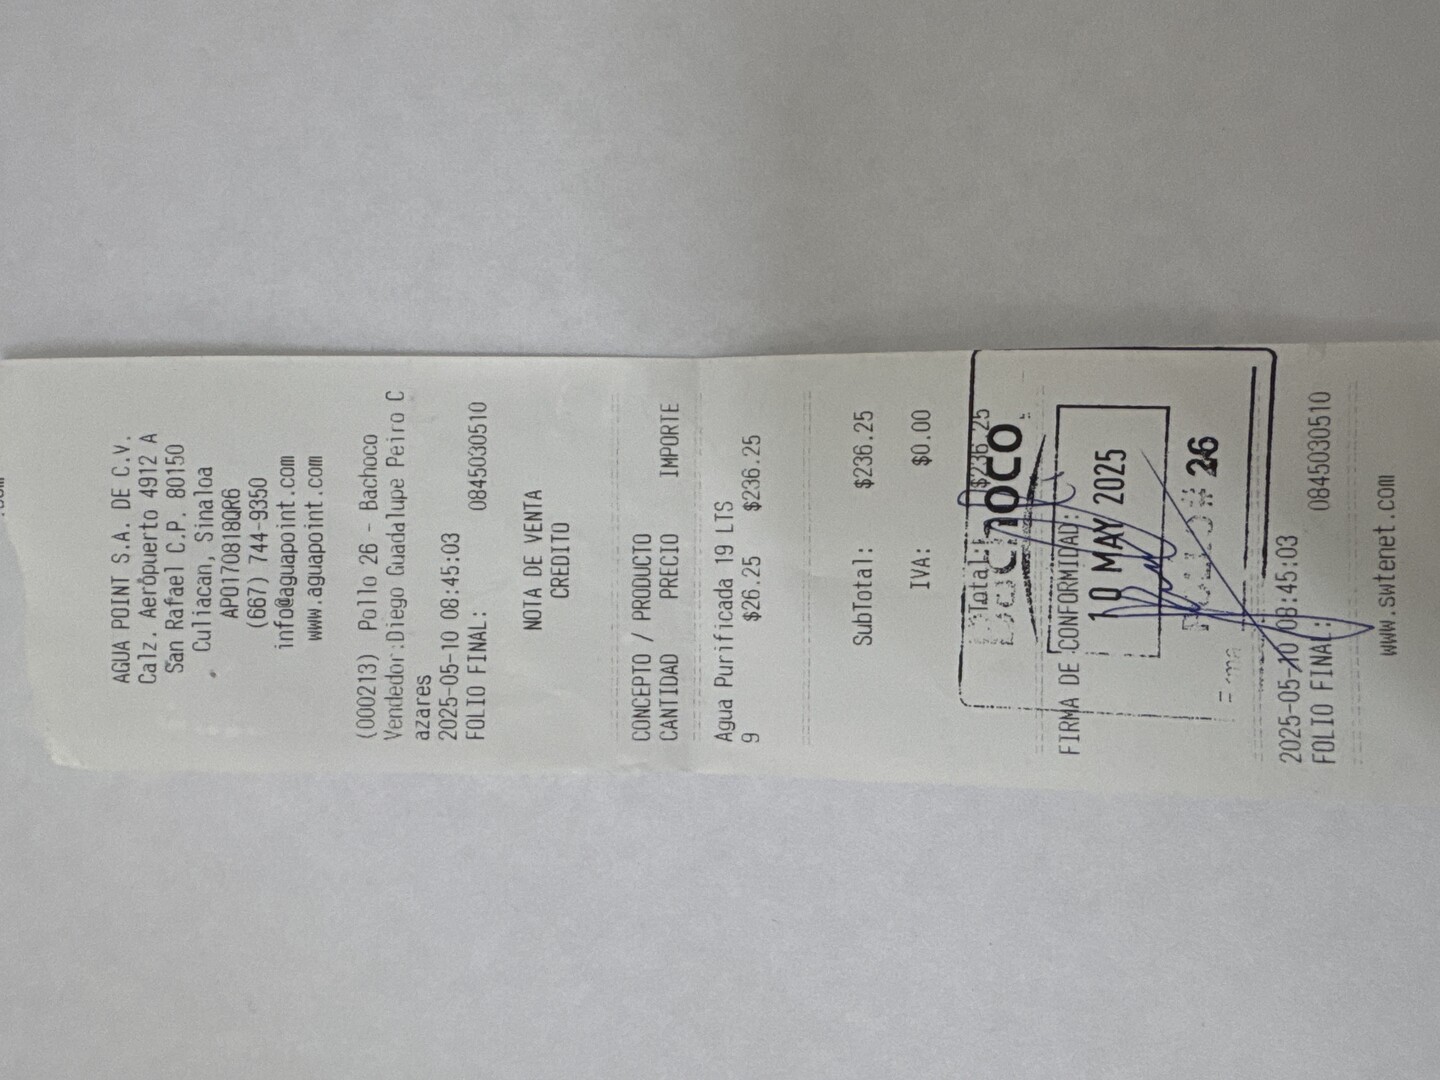 AGUA POINT S.A. DE C.V.
Calz. Aeropuerto 4912 A
San Rafael C.P. 80150
Culiacan, Sinaloa
APO170818QR6
(667) 744-9350
info@aguapoint.com
www.aguapoint.com
(000213) Pollo 26 - Bachoco
Vendedor:Diego Guadalupe Peiro C
azares
2025-05-10 08:45:03
FOLIO FINAL: 0845030510
NOTA DE VENTA
CREDITO
CONCEPTO / PRODUCTO
CANTIDAD PRECIO IMPORTE
Agua Purificada 19 LTS
9 $26.25 $236.25
SubTotal: $236.25
IVA: $0.00
Total: $236.25
Bachoco
FIRMA DE CONFORMIDAD:
10 MAY 2025
# 26
Firma
2025-05-10 08:45:03
FOLIO FINAL: 0845030510
www.swtenet.com